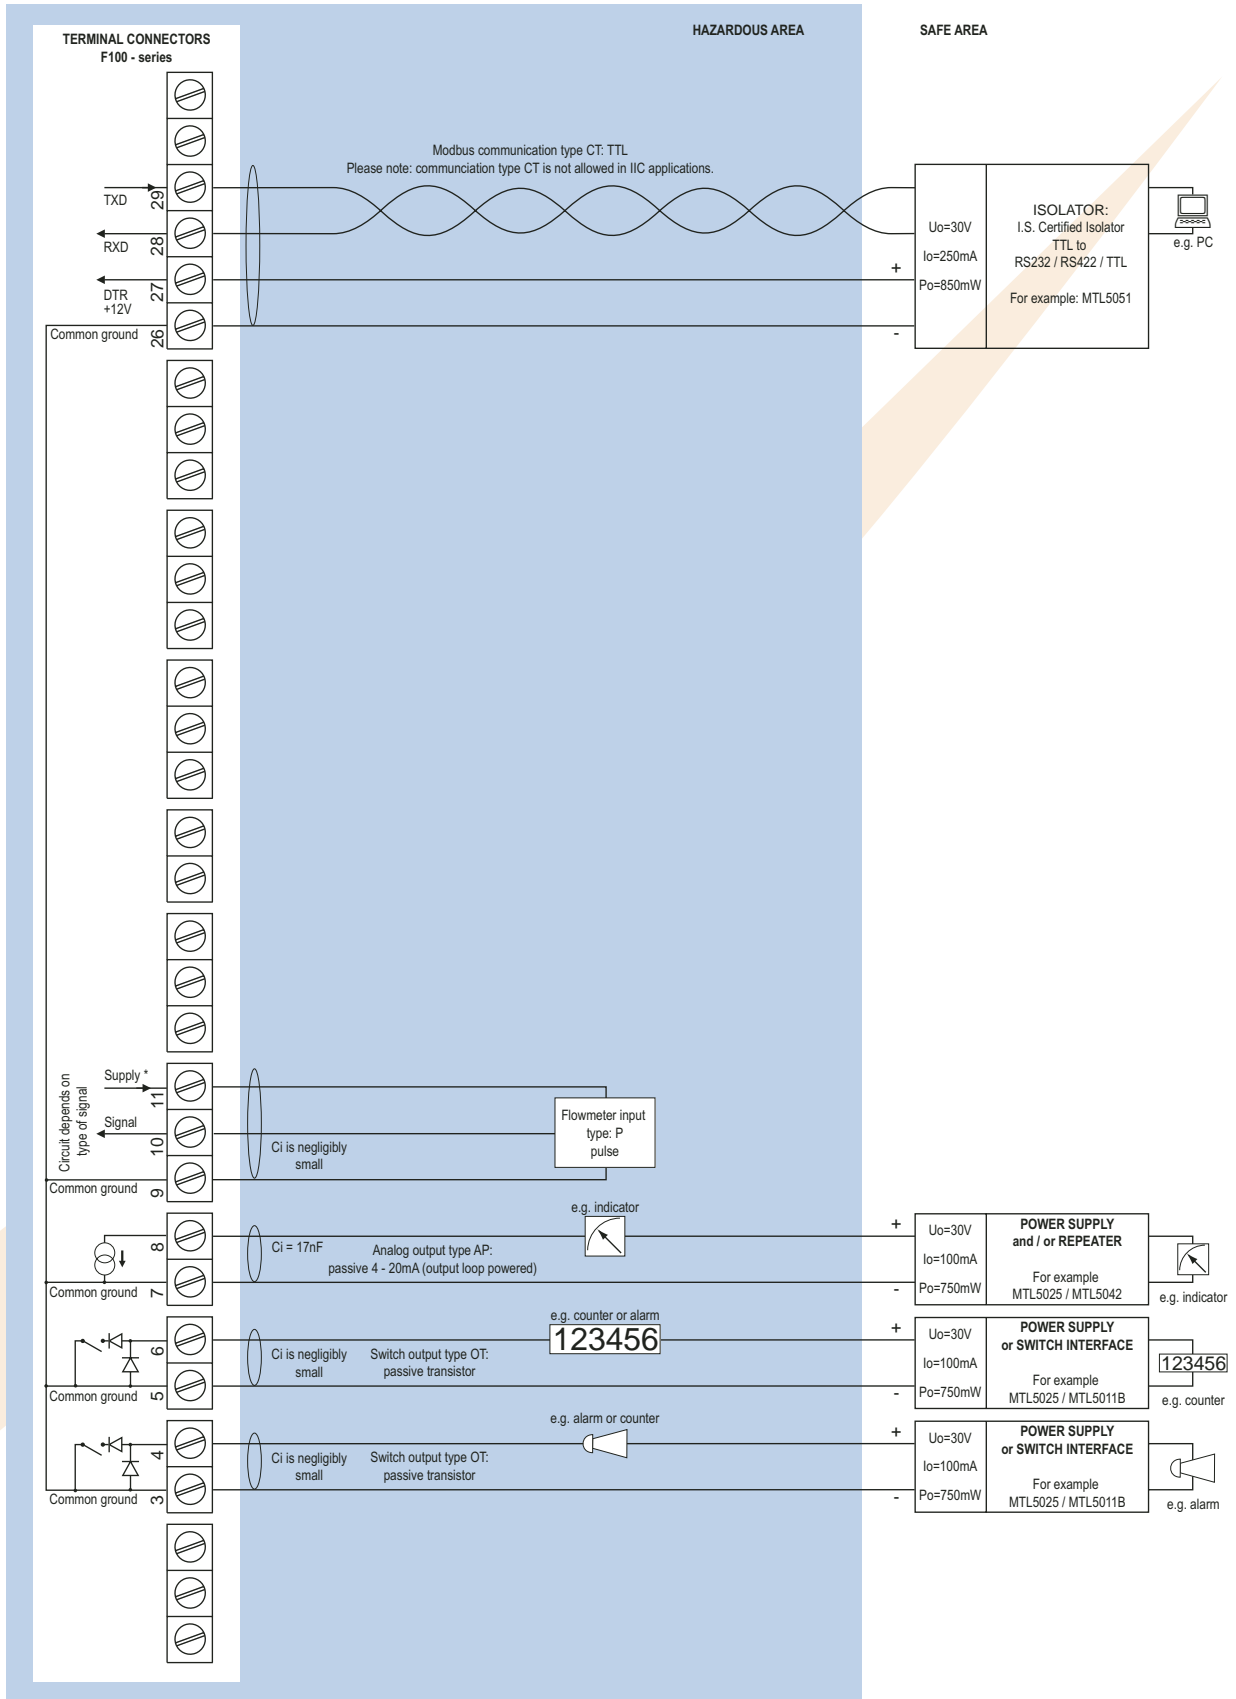 TERMINAL CONNECTORS
F100 - series
HAZARDOUS AREA
SAFE AREA
Modbus communication type CT: TTL
Please note: communciation type CT is not allowed in IIC applications.
TXD
29
RXD
28
DTR
+12V
27
Common ground
26
+
-
Uo=30V
Io=250mA
Po=850mW
ISOLATOR:
I.S. Certified Isolator
TTL to
RS232 / RS422 / TTL
For example: MTL5051
e.g. PC
Circuit depends on
type of signal
Supply *
11
Signal
10
Common ground
9
Ci is negligibly
small
Flowmeter input
type: P
pulse
8
Common ground
7
Ci = 17nF
Analog output type AP:
passive 4 - 20mA (output loop powered)
e.g. indicator
+
-
Uo=30V
Io=100mA
Po=750mW
POWER SUPPLY
and / or REPEATER
For example
MTL5025 / MTL5042
e.g. indicator
6
Common ground
5
Ci is negligibly
small
Switch output type OT:
passive transistor
e.g. counter or alarm
123456
+
-
Uo=30V
Io=100mA
Po=750mW
POWER SUPPLY
or SWITCH INTERFACE
For example
MTL5025 / MTL5011B
123456
e.g. counter
4
Common ground
3
Ci is negligibly
small
Switch output type OT:
passive transistor
e.g. alarm or counter
+
-
Uo=30V
Io=100mA
Po=750mW
POWER SUPPLY
or SWITCH INTERFACE
For example
MTL5025 / MTL5011B
e.g. alarm